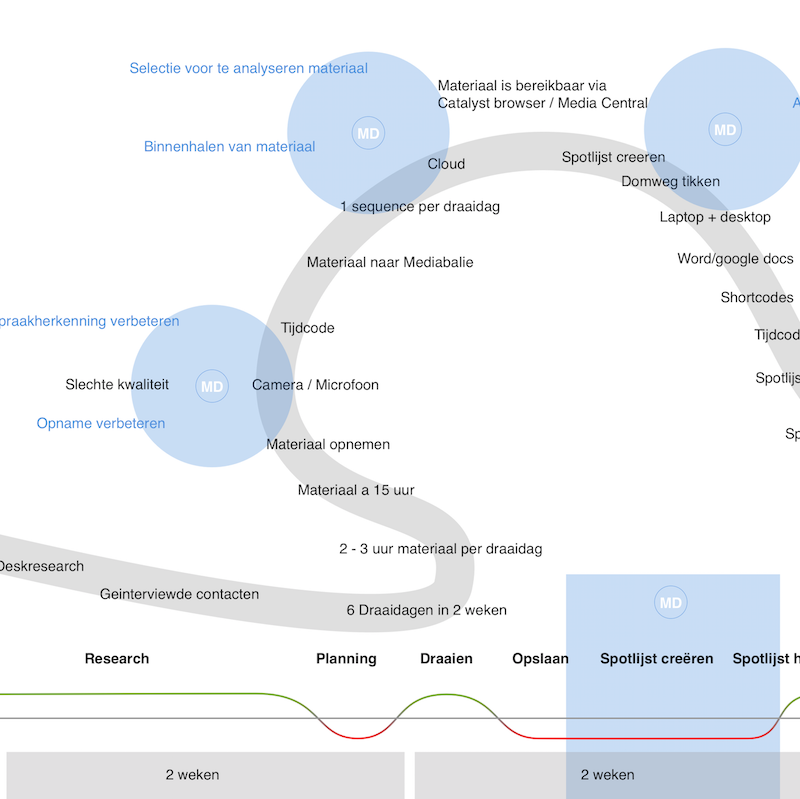 Selectie voor te analyseren materiaal
Materiaal is bereikbaar via
Catalyst browser / Media Central
MD
MD
Binnenhalen van materiaal
Cloud
Spotlijst creeren
Domweg tikken
1 sequence per draaidag
Laptop + desktop
Materiaal naar Mediabalie
Word/google docs
Shortcodes
praakherkenning verbeteren
Tijdcode
Tijdcod
Slechte kwaliteit
MD
Camera / Microfoon
Spotlijs
Opname verbeteren
Sp
Materiaal opnemen
Materiaal a 15 uur
2 - 3 uur materiaal per draaidag
Deskresearch
Geinterviewde contacten
6 Draaidagen in 2 weken
MD
Research
Planning
Draaien
Opslaan
Spotlijst creëren
Spotlijst h
2 weken
2 weken